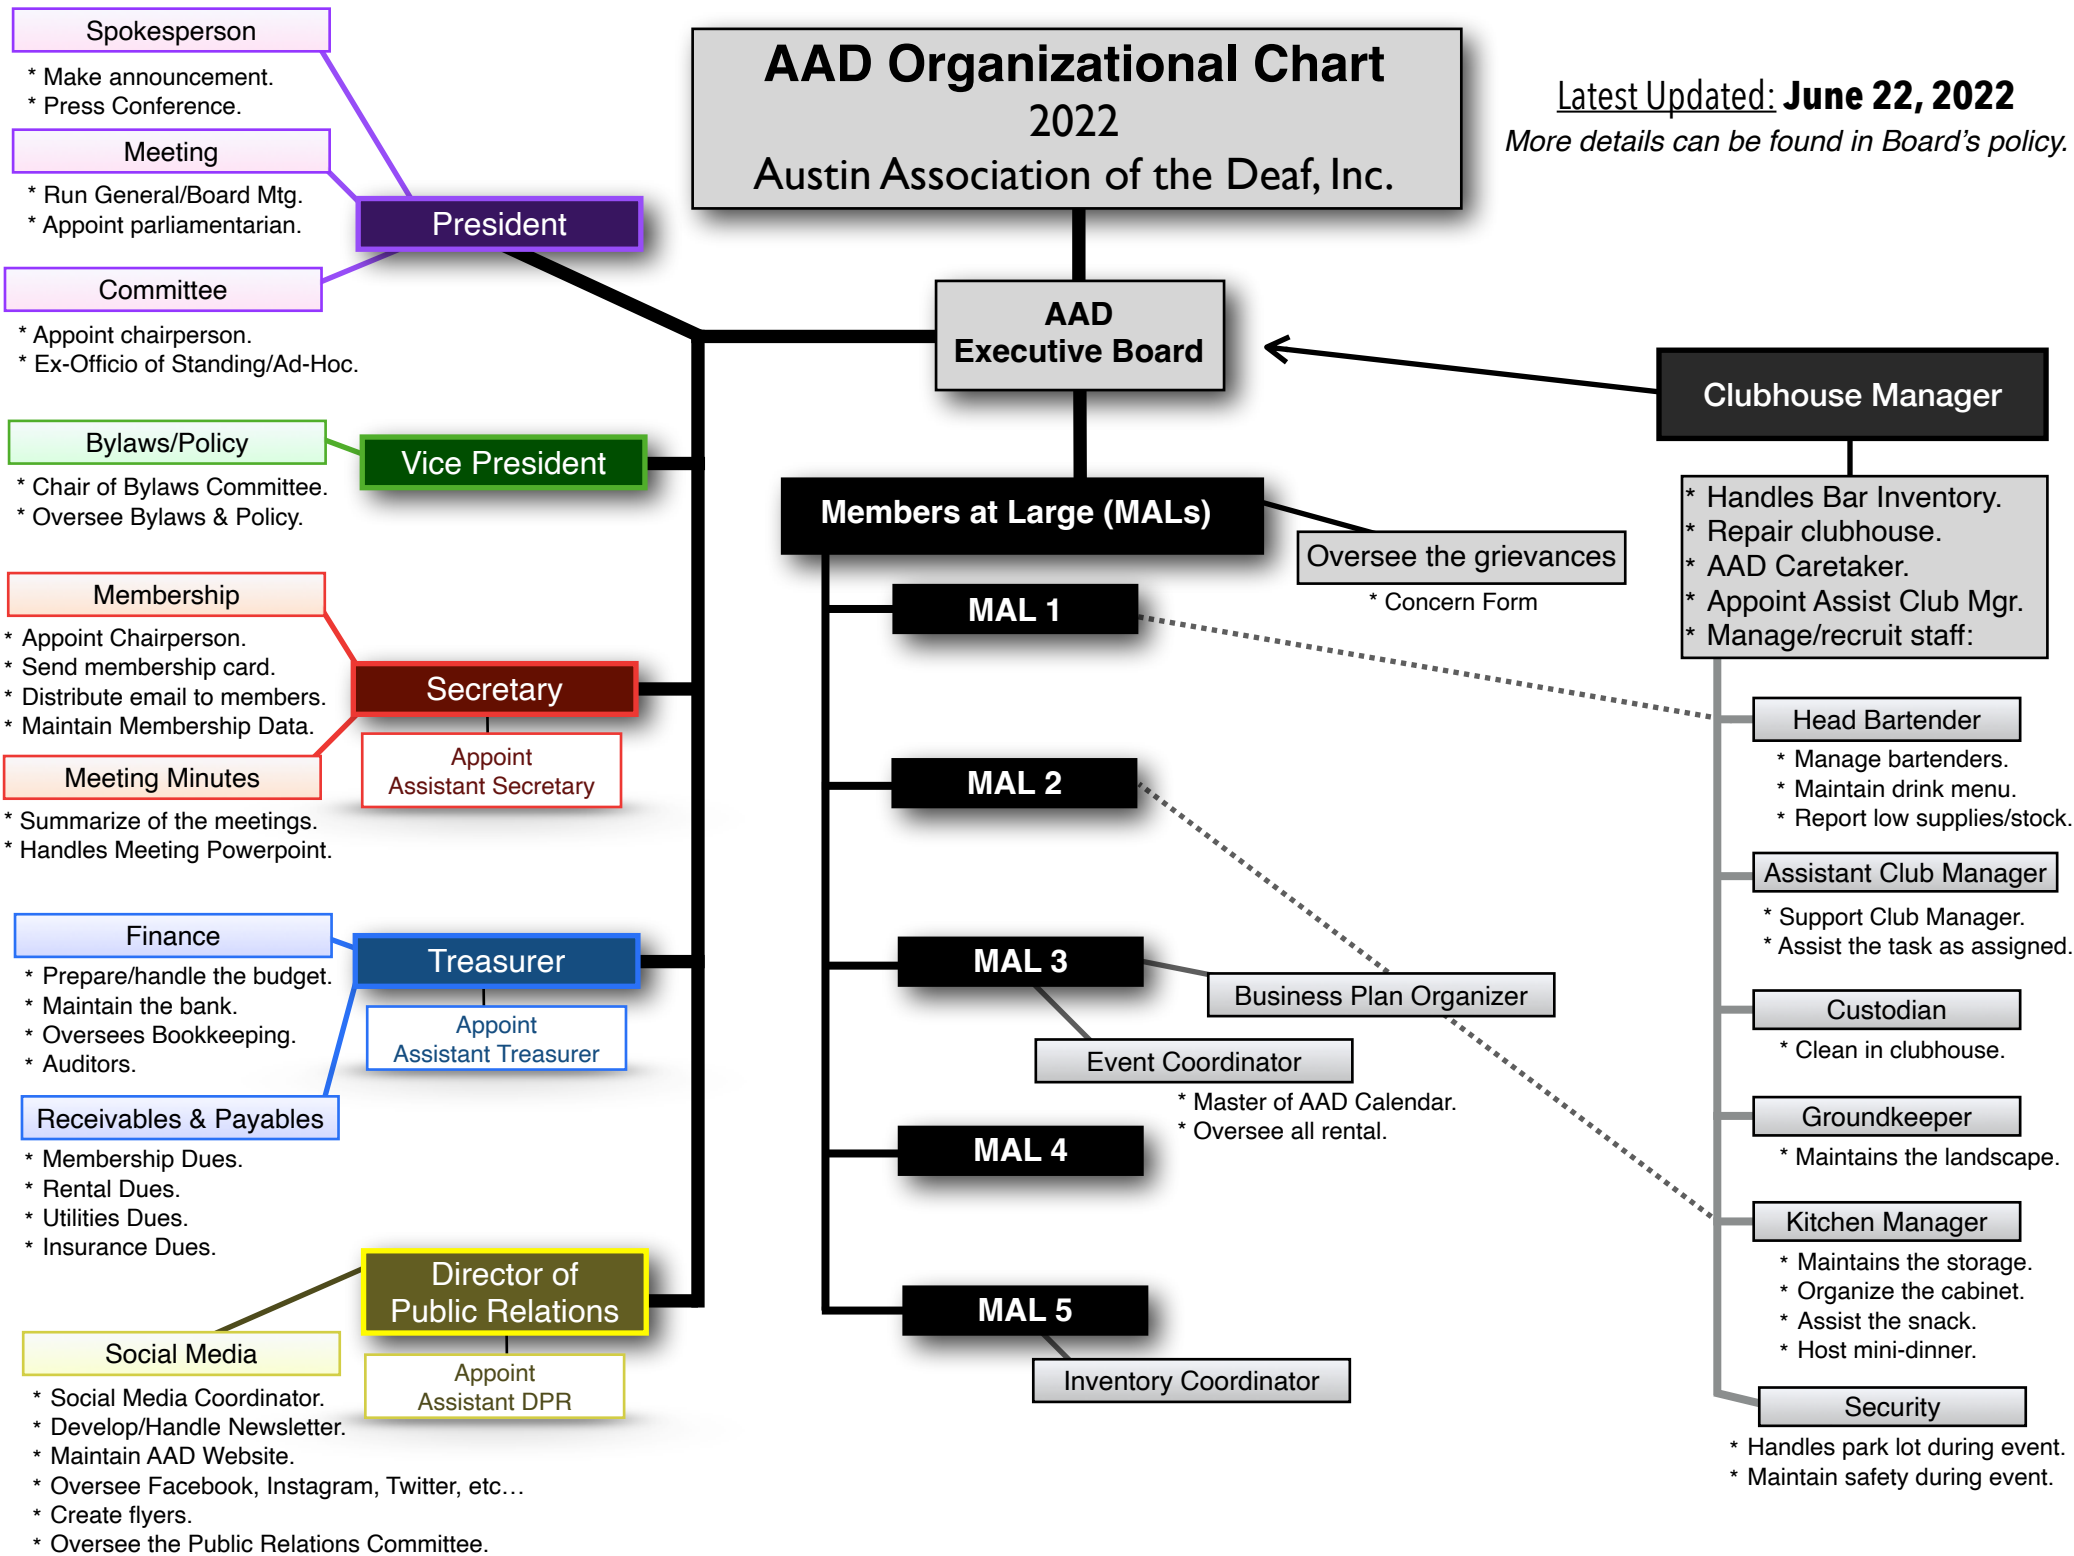 AAD Organizational Chart
2022
Austin Association of the Deaf, Inc.
Latest Updated: June 22, 2022
More details can be found in Board's policy.
Spokesperson
* Make announcement.
* Press Conference.
Meeting
* Run General/Board Mtg.
* Appoint parliamentarian.
Committee
* Appoint chairperson.
* Ex-Officio of Standing/Ad-Hoc.
President
Bylaws/Policy
* Chair of Bylaws Committee.
* Oversee Bylaws & Policy.
Vice President
Membership
* Appoint Chairperson.
* Send membership card.
* Distribute email to members.
* Maintain Membership Data.
Meeting Minutes
* Summarize of the meetings.
* Handles Meeting Powerpoint.
Secretary
Appoint
Assistant Secretary
Finance
* Prepare/handle the budget.
* Maintain the bank.
* Oversees Bookkeeping.
* Auditors.
Receivables & Payables
* Membership Dues.
* Rental Dues.
* Utilities Dues.
* Insurance Dues.
Treasurer
Appoint
Assistant Treasurer
Director of
Public Relations
Appoint
Assistant DPR
Social Media
* Social Media Coordinator.
* Develop/Handle Newsletter.
* Maintain AAD Website.
* Oversee Facebook, Instagram, Twitter, etc…
* Create flyers.
* Oversee the Public Relations Committee.
AAD
Executive Board
Members at Large (MALs)
Oversee the grievances
* Concern Form
MAL 1
MAL 2
MAL 3
Business Plan Organizer
Event Coordinator
* Master of AAD Calendar.
* Oversee all rental.
MAL 4
MAL 5
Inventory Coordinator
Clubhouse Manager
* Handles Bar Inventory.
* Repair clubhouse.
* AAD Caretaker.
* Appoint Assist Club Mgr.
* Manage/recruit staff:
Head Bartender
* Manage bartenders.
* Maintain drink menu.
* Report low supplies/stock.
Assistant Club Manager
* Support Club Manager.
* Assist the task as assigned.
Custodian
* Clean in clubhouse.
Groundkeeper
* Maintains the landscape.
Kitchen Manager
* Maintains the storage.
* Organize the cabinet.
* Assist the snack.
* Host mini-dinner.
Security
* Handles park lot during event.
* Maintain safety during event.